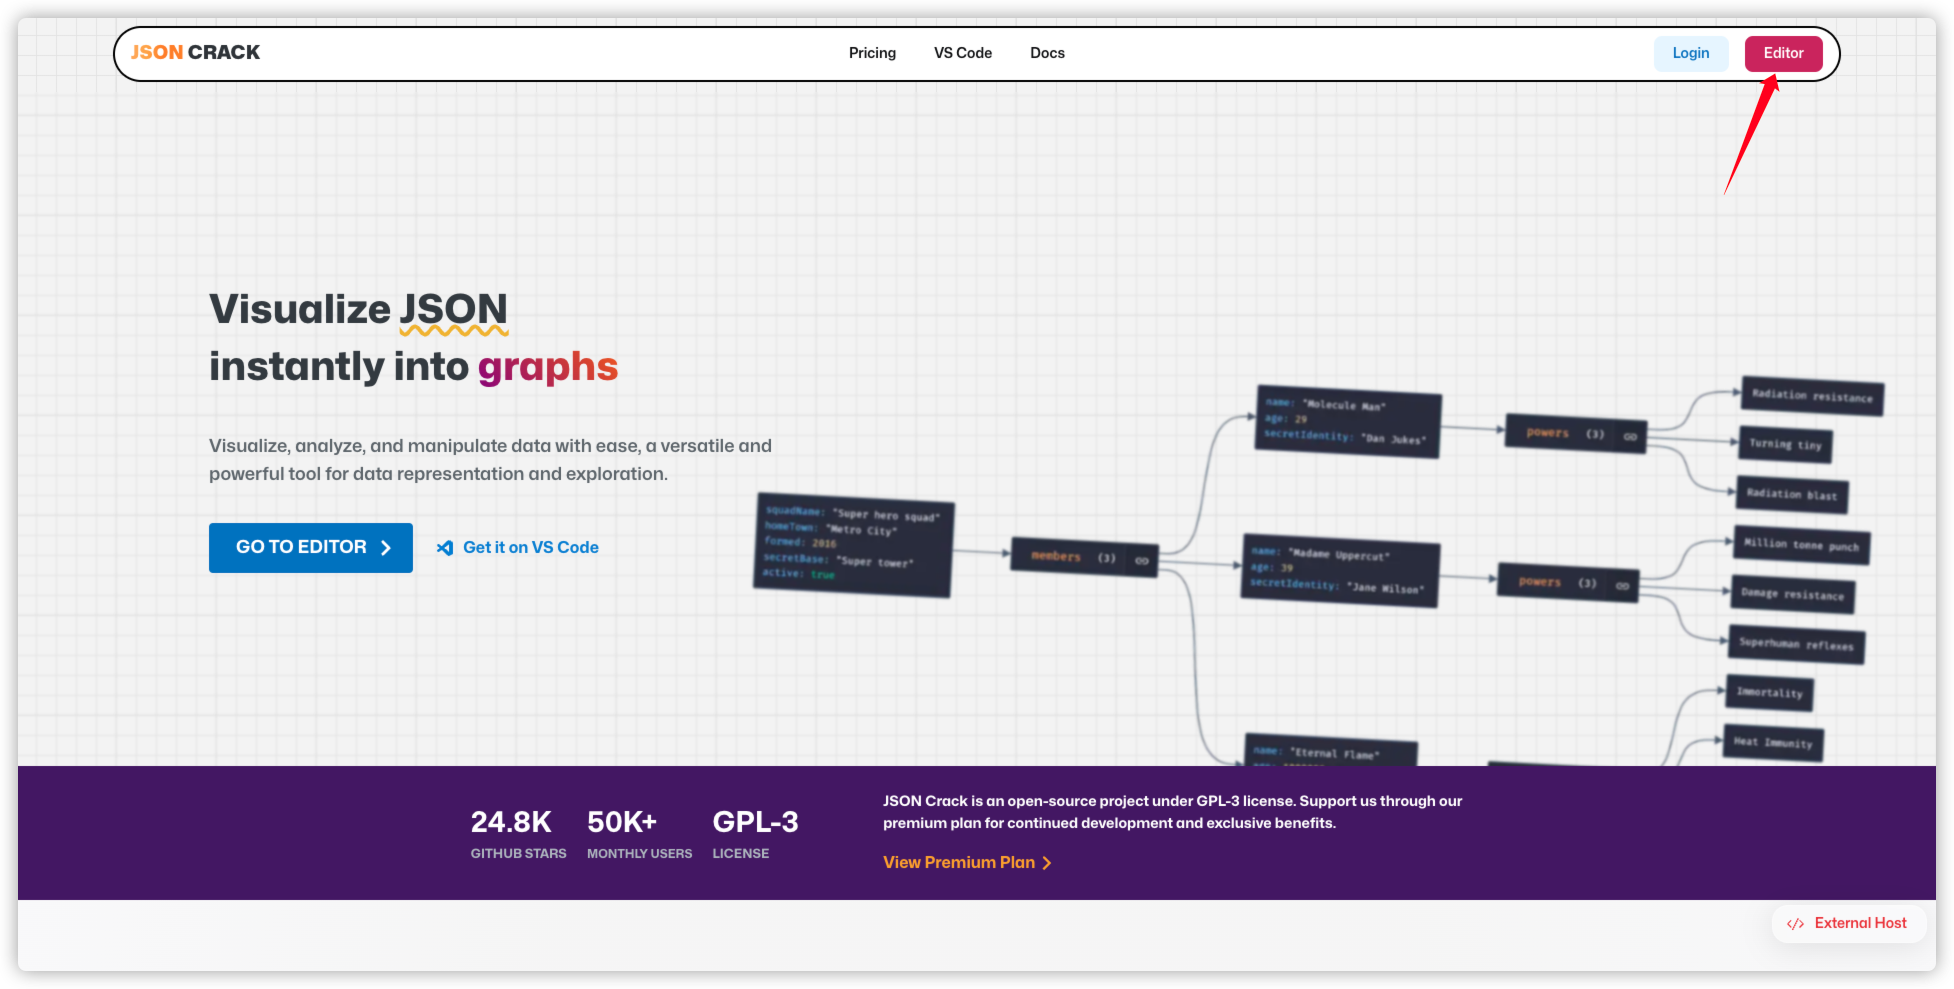 JSON CRACK
Pricing
VS Code
Docs
Login
Editor
Visualize JSON
instantly into graphs
Visualize, analyze, and manipulate data with ease, a versatile and
powerful tool for data representation and exploration.
GO TO EDITOR
Get it on VS Code
squadName: "Super hero squad"
homeTown: "Metro City"
formed: 2016
secretBase: "Super tower"
active: true
members (3)
name: "Molecule Man"
age: 29
secretIdentity: "Dan Jukes"
powers (3)
Radiation resistance
Turning tiny
Radiation blast
name: "Madame Uppercut"
age: 39
secretIdentity: "Jane Wilson"
powers (3)
Million tonne punch
Damage resistance
Superhuman reflexes
name: "Eternal Flame"
Immortality
Heat Immunity
24.8K
GITHUB STARS
50K+
MONTHLY USERS
GPL-3
LICENSE
JSON Crack is an open-source project under GPL-3 license. Support us through our
premium plan for continued development and exclusive benefits.
View Premium Plan
</> External Host